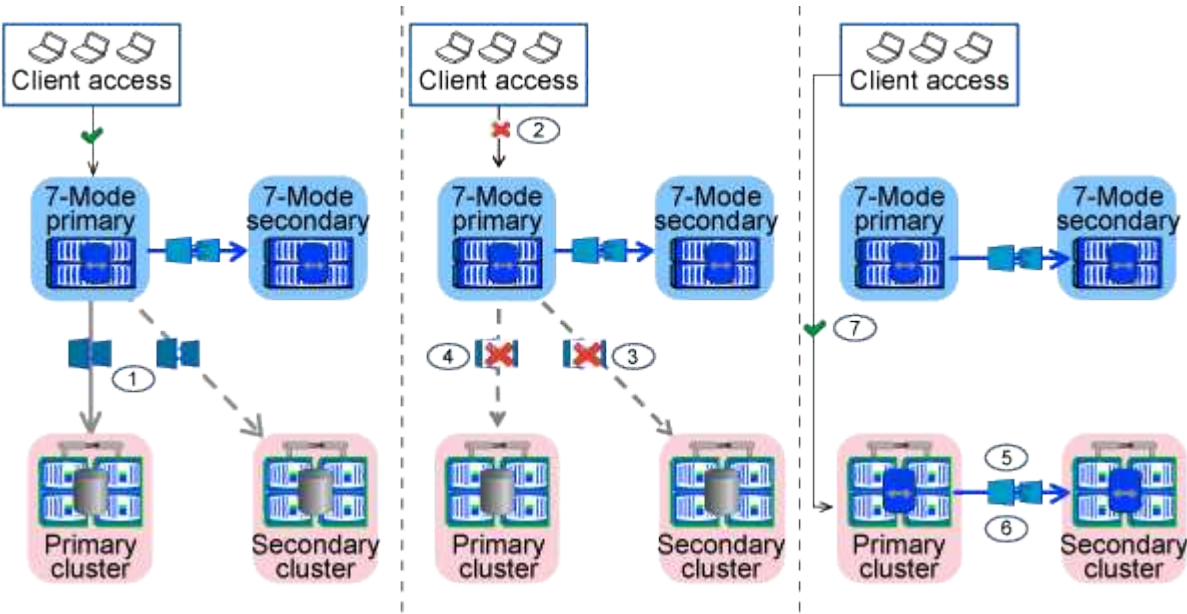 Client access
2
7-Mode
primary
7-Mode
secondary
1
Primary
cluster
Secondary
cluster
Client access
7-Mode
primary
7-Mode
secondary
4
3
Primary
cluster
Secondary
cluster
Client access
7-Mode
primary
7-Mode
secondary
7
5
6
Primary
cluster
Secondary
cluster